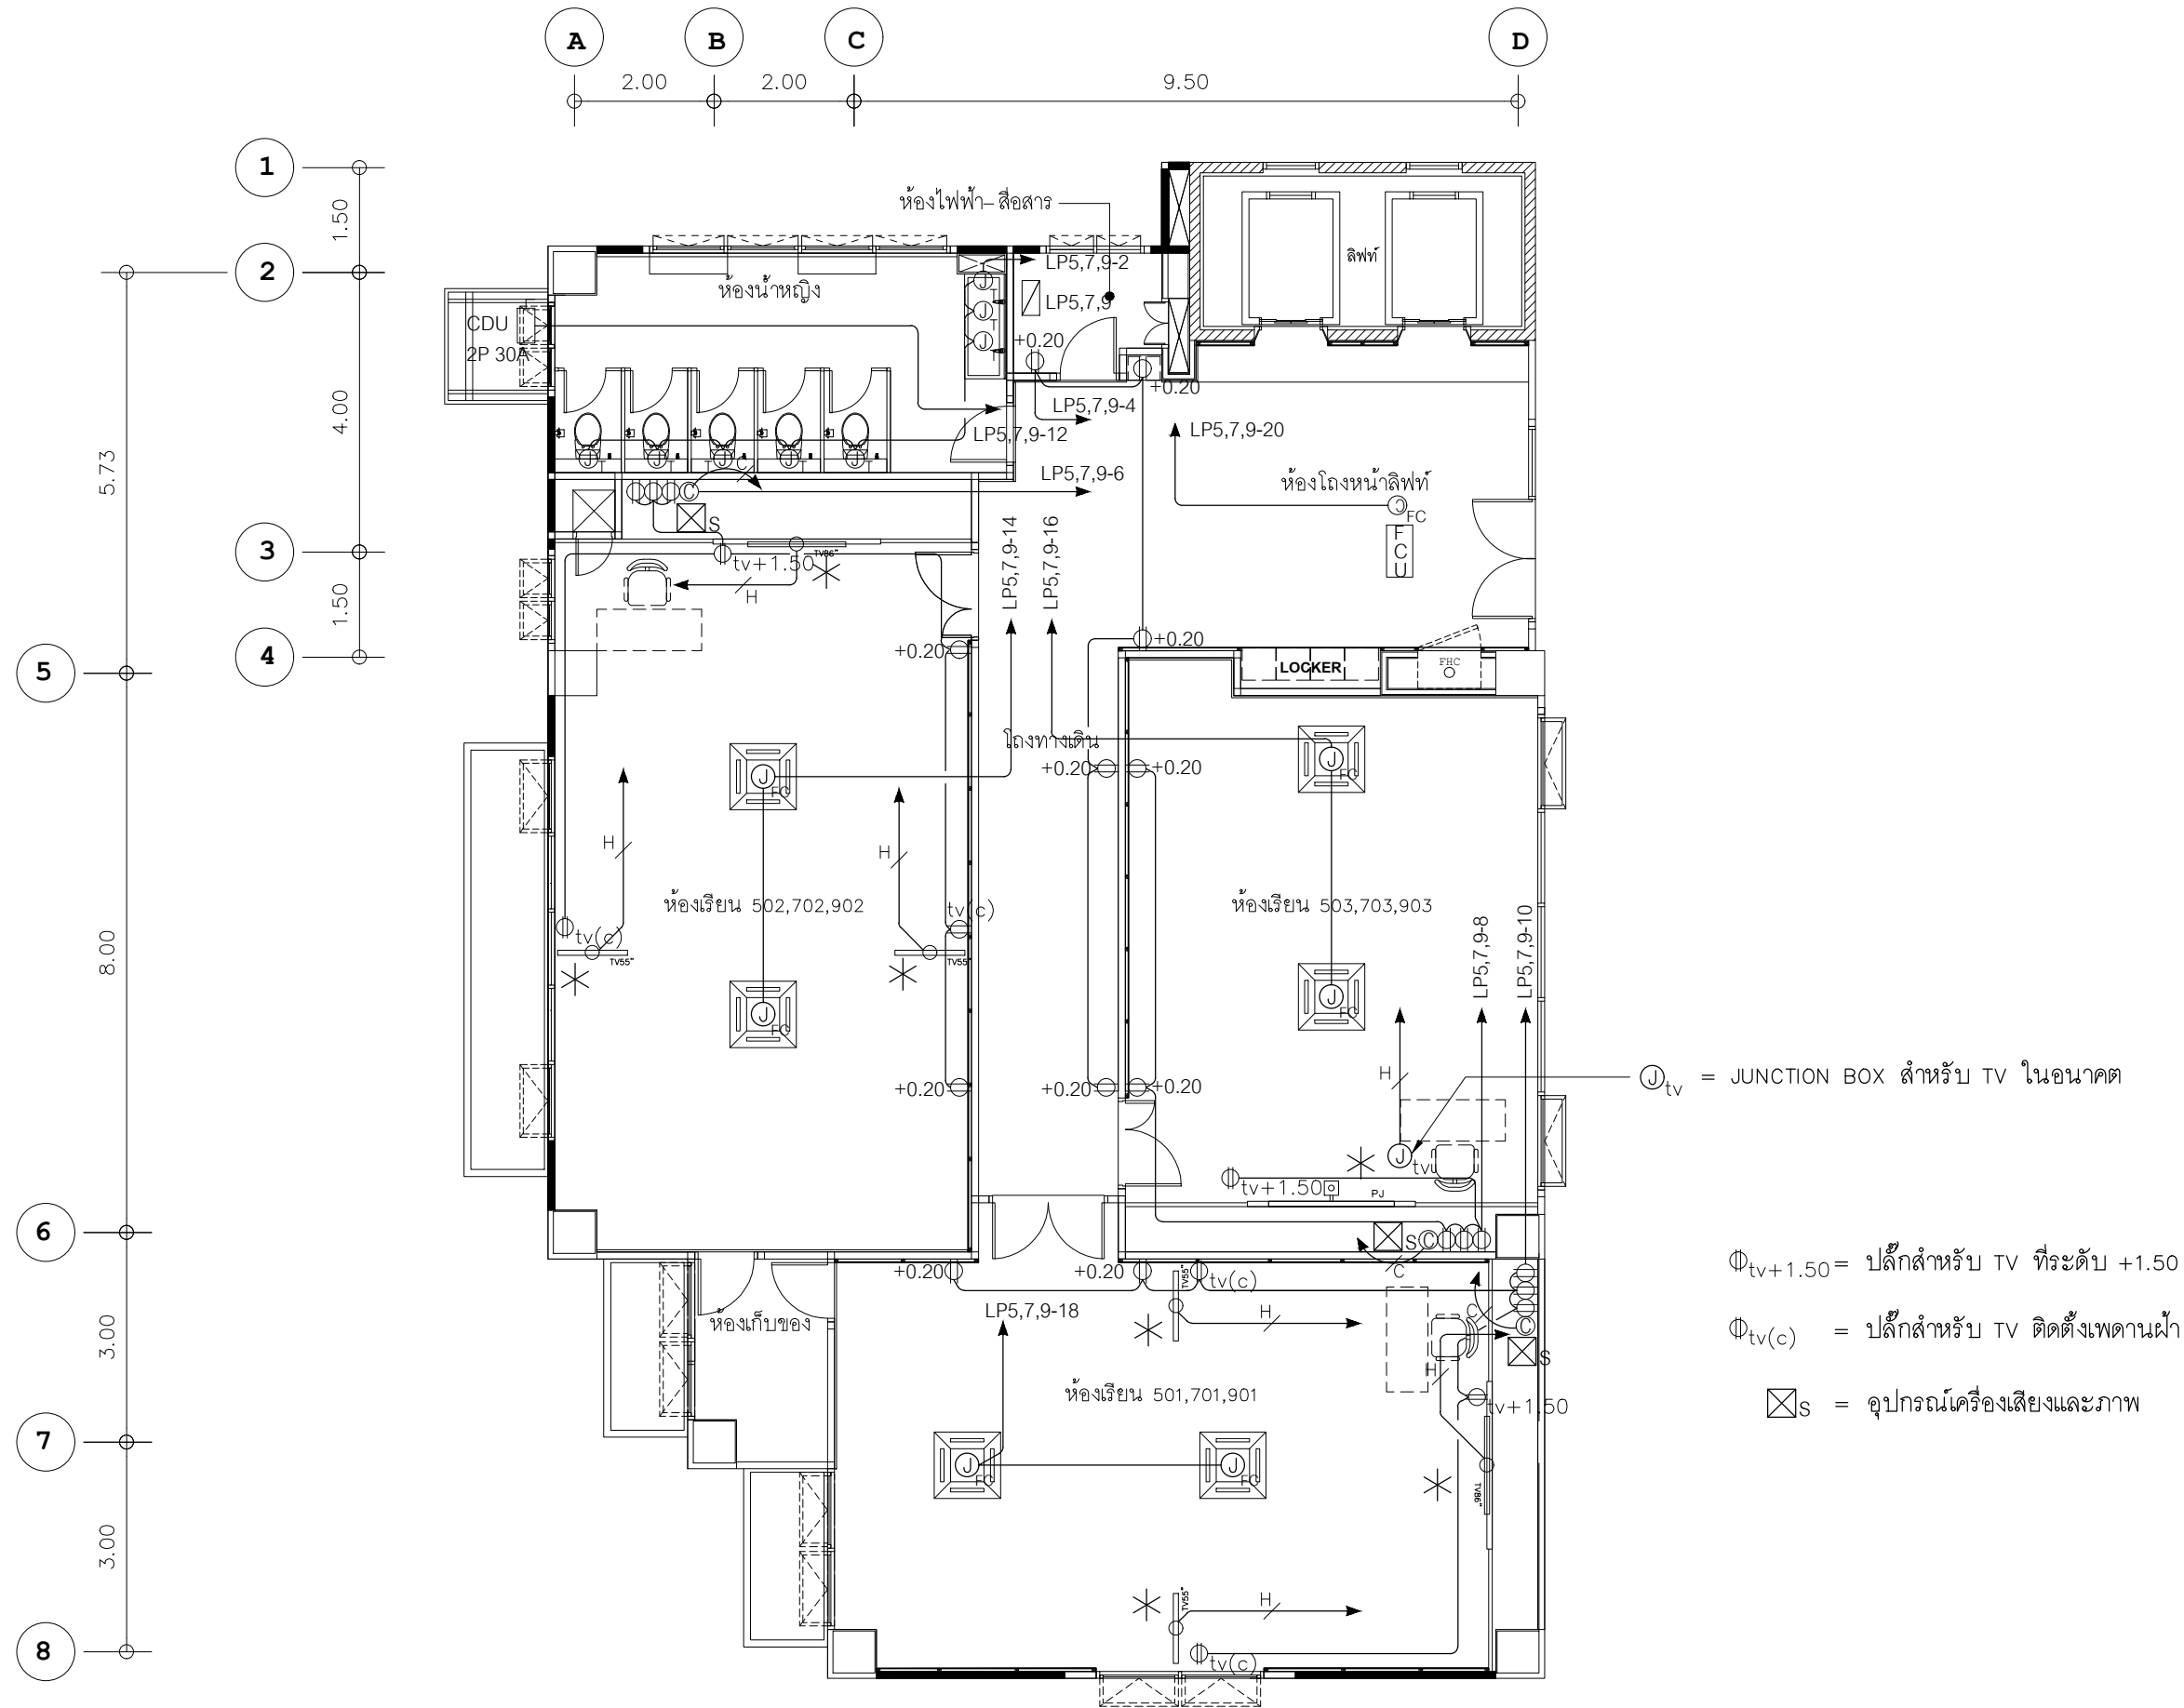 A
B
C
D
2.00
2.00
9.50
1
1.50
2
4.00
3
1.50
4
5.73
5
8.00
6
3.00
7
3.00
8
ห้องไฟฟ้า–สื่อสาร
ลิฟท์
ห้องน้ำหญิง
LP5,7,9-2
LP5,7,9
CDU
2P 30A
J
T
J
T
J
T
+0.20
+0.20
LP5,7,9-4
LP5,7,9-12
LP5,7,9-20
LP5,7,9-6
ห้องโถงหน้าลิฟท์
J
T
J
T
J
T
J
T
J
T
C
C
S
FC
F
C
U
LP5,7,9-14
LP5,7,9-16
TV86"
tv+1.50
H
+0.20
+0.20
LOCKER
FHC
โถงทางเดิน
J
FC
J
FC
+0.20
+0.20
H
H
ห้องเรียน 502,702,902
ห้องเรียน 503,703,903
tv(c)
tv(c)
TV55"
TV55"
LP5,7,9-8
LP5,7,9-10
J
FC
J
FC
+0.20
+0.20
+0.20
H
J
tv
J tv = JUNCTION BOX สำหรับ TV ในอนาคต
tv+1.50
PJ
S
C
C
+0.20
+0.20
tv(c)
TV55"
LP5,7,9-18
H
ห้องเก็บของ
C
C
S
H
ห้องเรียน 501,701,901
tv+1.50
J
FC
J
FC
TV86"
TV55"
H
tv(c)
tv+1.50 = ปลั๊กสำหรับ TV ที่ระดับ +1.50
tv(c) = ปลั๊กสำหรับ TV ติดตั้งเพดานฝ้า
S = อุปกรณ์เครื่องเสียงและภาพ